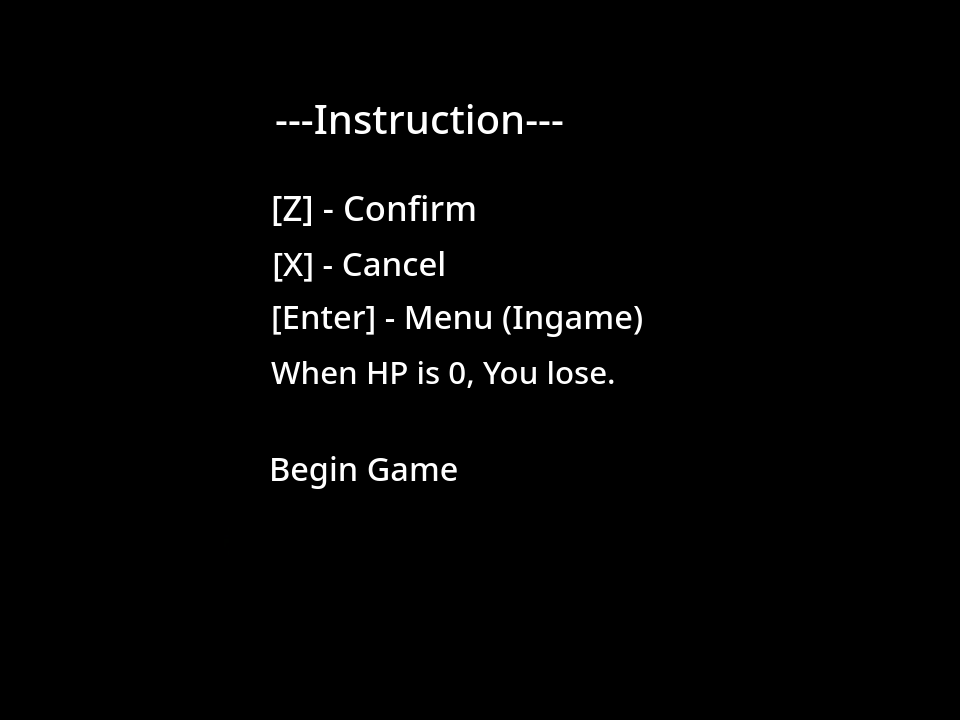 ---Instruction---
[Z] - Confirm
[X] - Cancel
[Enter] - Menu (Ingame)
When HP is 0, You lose.
Begin Game